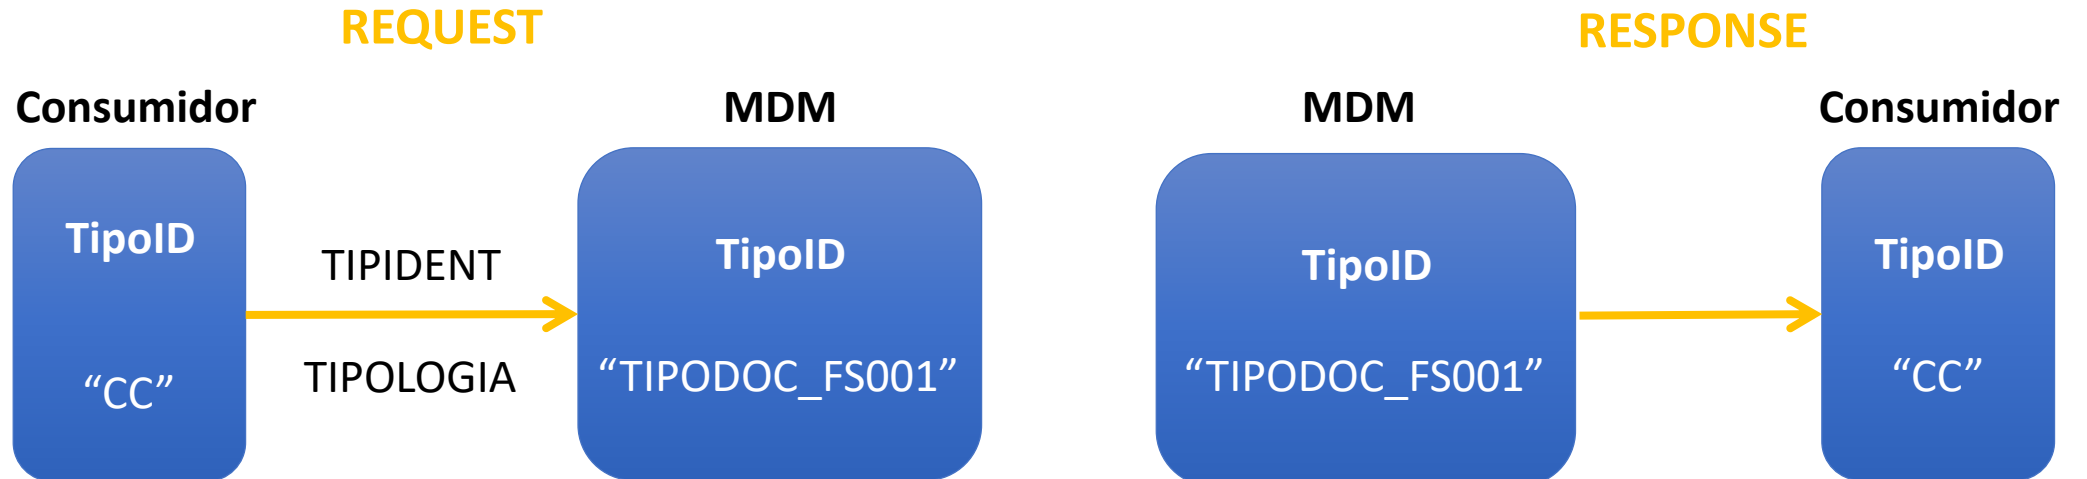 REQUEST
RESPONSE
Consumidor
MDM
MDM
Consumidor
TipoID
“CC”
TIPIDENT
TIPOLOGIA
TipoID
“TIPODOC_FS001”
TipoID
“TIPODOC_FS001”
TipoID
“CC”